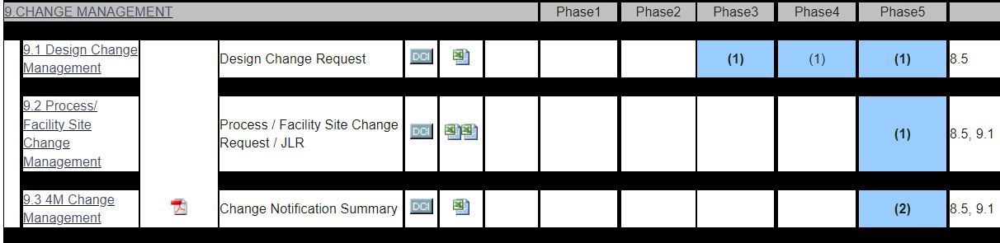 9.CHANGE MANAGEMENT Phase1 Phase2 Phase3 Phase4 Phase5
9.1 Design Change
Management
Design Change Request DCI (1) (1) (1) 8.5
9.2 Process/
Facility Site
Change
Management
Process / Facility Site Change
Request / JLR DCI (1) 8.5, 9.1
9.3 4M Change
Management
Change Notification Summary DCI (2) 8.5, 9.1